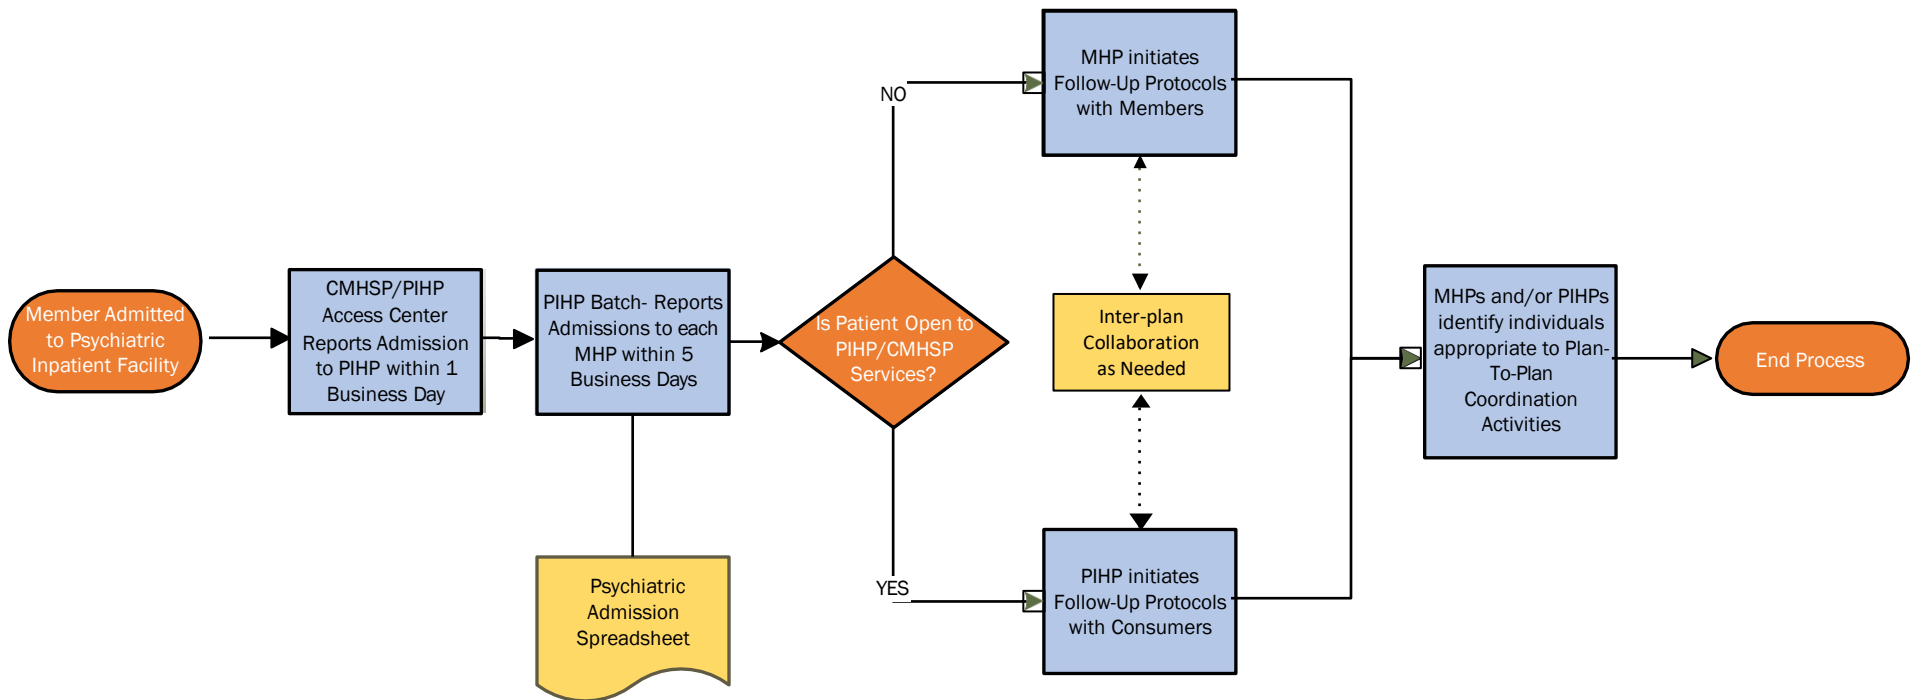 Member Admitted
to Psychiatric
Inpatient Facility
CMHSP/PIHP
Access Center
Reports Admission
to PIHP within 1
Business Day
PIHP Batch- Reports
Admissions to each
MHP within 5
Business Days
Psychiatric
Admission
Spreadsheet
Is Patient Open to
PIHP/CMHSP
Services?
NO
YES
MHP initiates
Follow-Up Protocols
with Members
Inter-plan
Collaboration
as Needed
PIHP initiates
Follow-Up Protocols
with Consumers
MHPs and/or PIHPs
identify individuals
appropriate to Plan-
To-Plan
Coordination
Activities
End Process